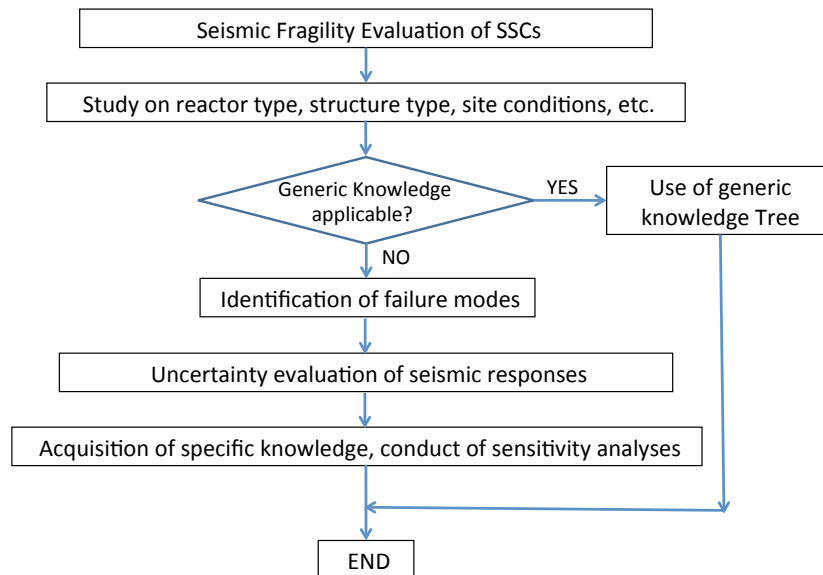 Seismic Fragility Evaluation of SSCs
Study on reactor type, structure type, site conditions, etc.
Generic Knowledge
applicable?
YES
Use of generic
knowledge Tree
NO
Identification of failure modes
Uncertainty evaluation of seismic responses
Acquisition of specific knowledge, conduct of sensitivity analyses
END